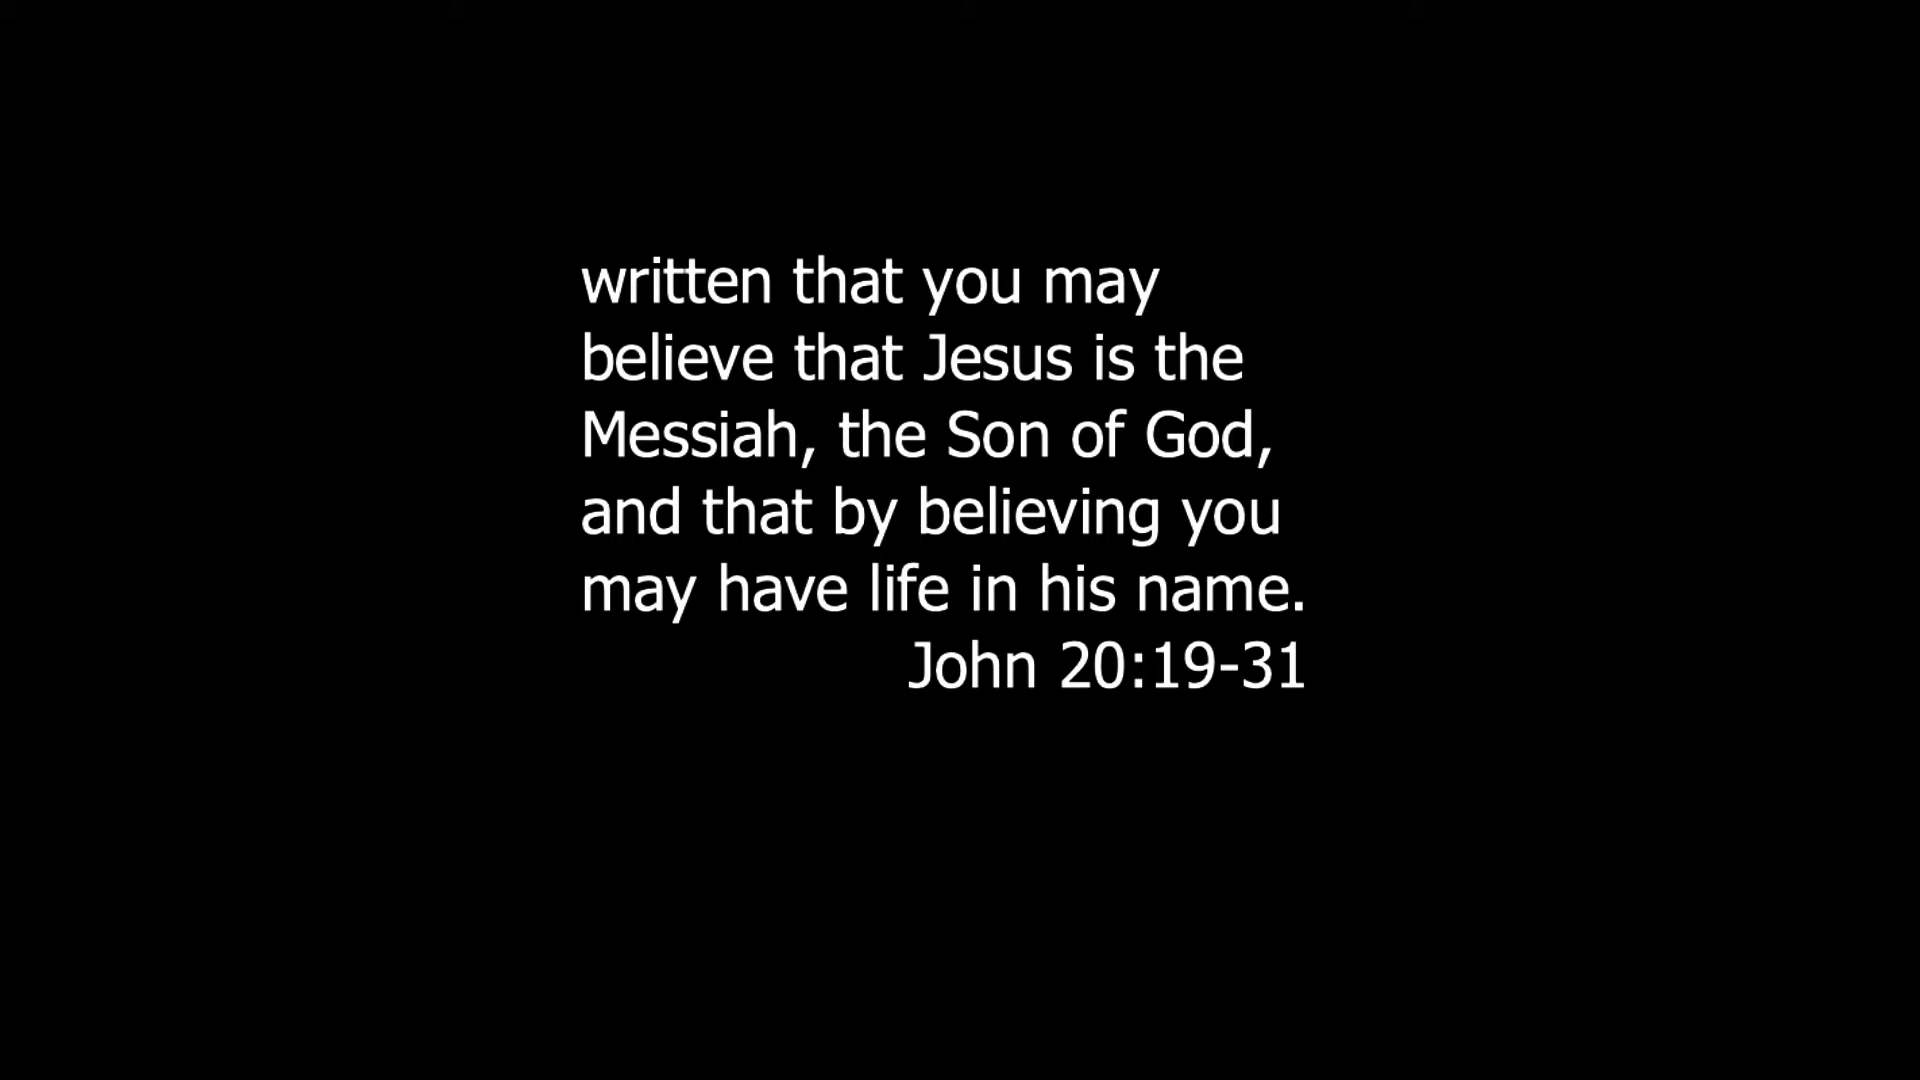 written that you may
believe that Jesus is the
Messiah, the Son of God,
and that by believing you
may have life in his name.
John 20:19-31